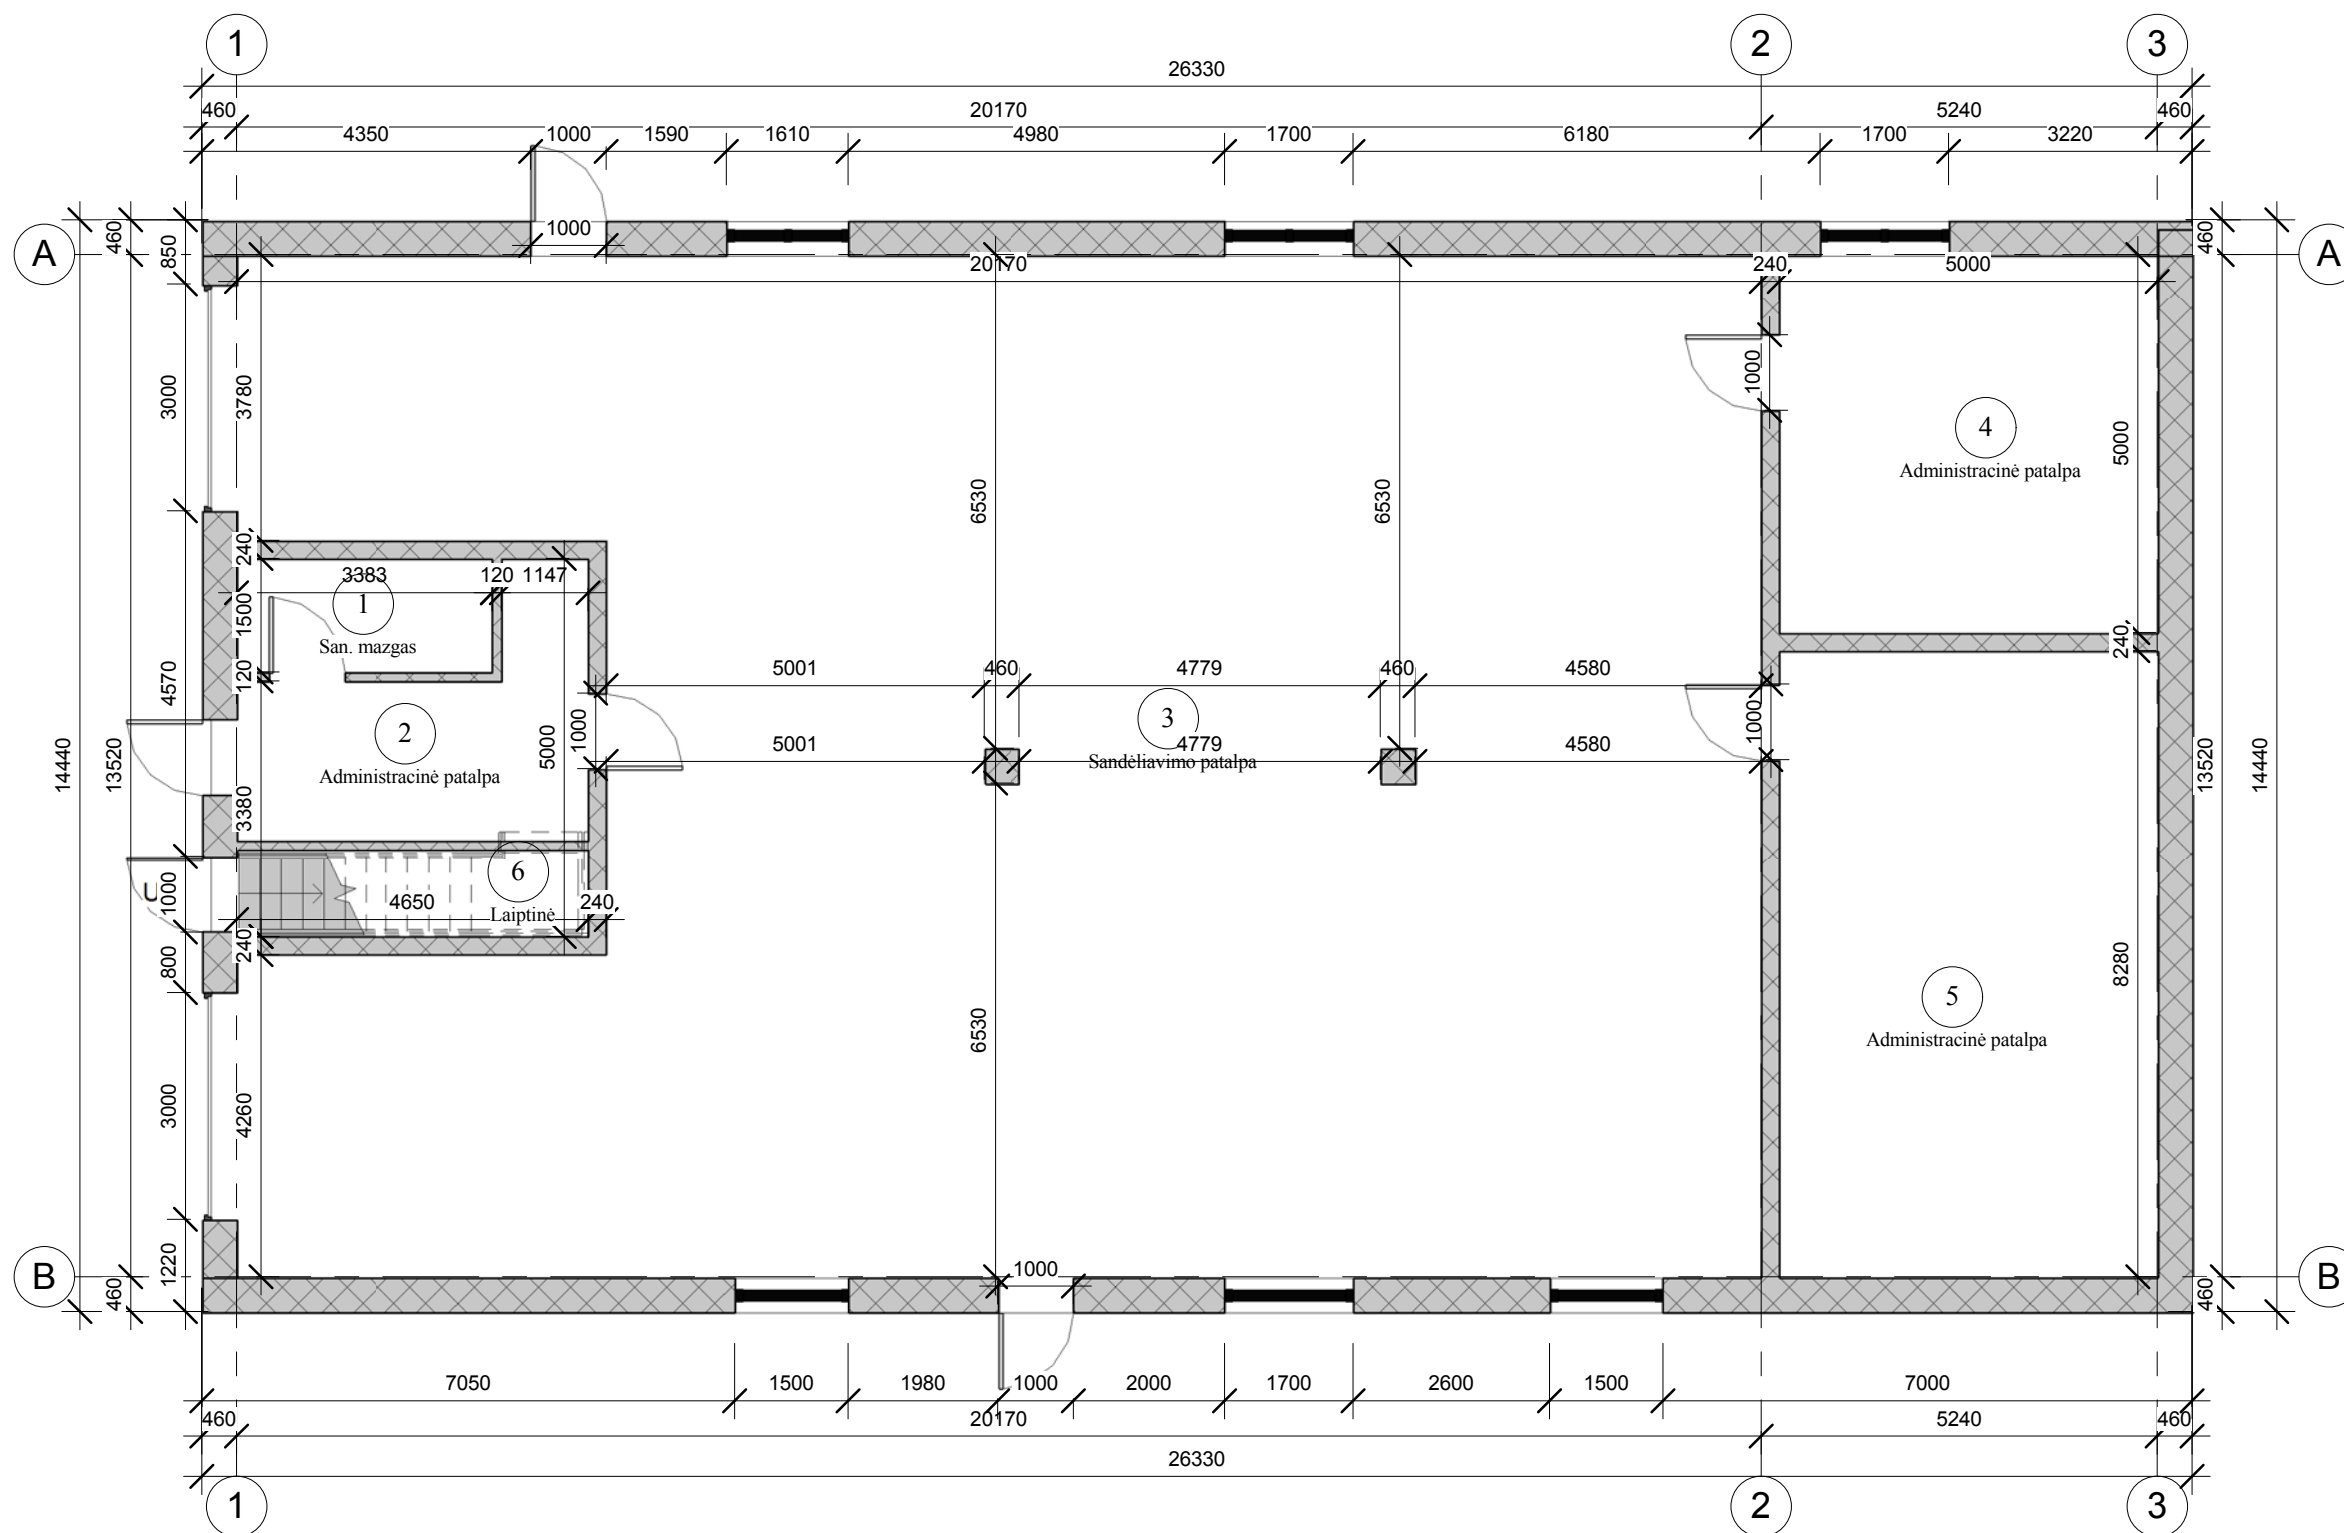 1 2 3
26330
460 20170 5240 460
4350 1000 1590 1610 4980 1700 6180 1700 3220
A 460 850 1000 460 A
20170 240 5000
3000 3780 1000
4
5000
Administracinė patalpa
6530 6530
240
3383 120 1147
1
1500
San. mazgas
240
4570 120 5001 460 4779 460 4580
3
2
5000 1000 1000
14440 13520 5001 4779 4580 13520 14440
Sandėliavimo patalpa
Administracinė patalpa
3380
6
U 1000 4650 240
Laiptinė
240
800 8280
5
6530
Administracinė patalpa
3000 4260
1220 1000
B 460 460 B
7050 1500 1980 1000 2000 1700 2600 1500 7000
460 20170 5240 460
26330
1 2 3